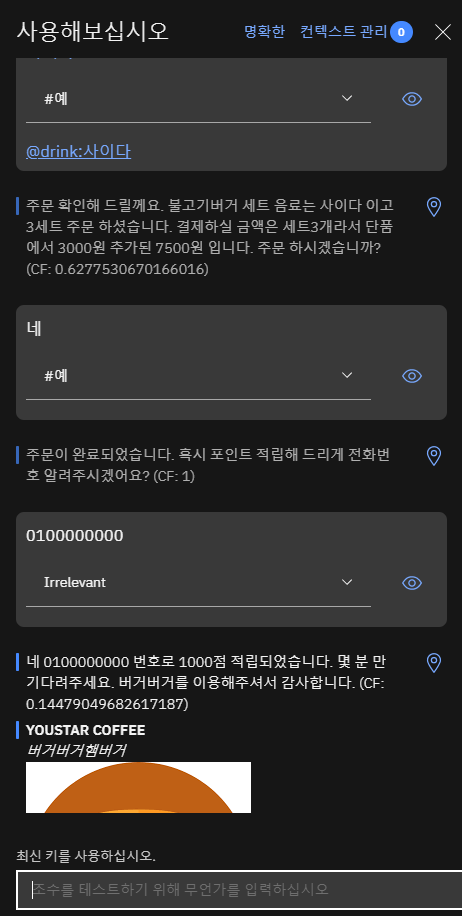 사용해보십시오
명확한
컨텍스트 관리 0
#예
@drink:사이다
주문 확인해 드릴께요. 불고기버거 세트 음료는 사이다 이고
3세트 주문 하셨습니다. 결제하실 금액은 세트3개라서 단품
에서 3000원 추가된 7500원 입니다. 주문 하시겠습니까?
(CF: 0.6277530670166016)
네
#예
주문이 완료되었습니다. 혹시 포인트 적립해 드리게 전화번
호 알려주시겠어요? (CF: 1)
0100000000
Irrelevant
네 0100000000 번호로 1000점 적립되었습니다. 몇 분 만
기다려주세요. 버거버거를 이용해주셔서 감사합니다. (CF:
0.14479049682617187)
YOUSTAR COFFEE
버거버거햄버거
최신 키를 사용하십시오.
조수를 테스트하기 위해 무언가를 입력하십시오